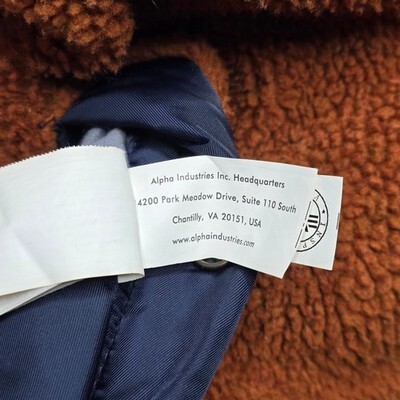 Alpha Industries Inc. Headquarters
4200 Park Meadow Drive, Suite 110 South
Chantilly, VA 20151, USA
www.alphaindustries.com